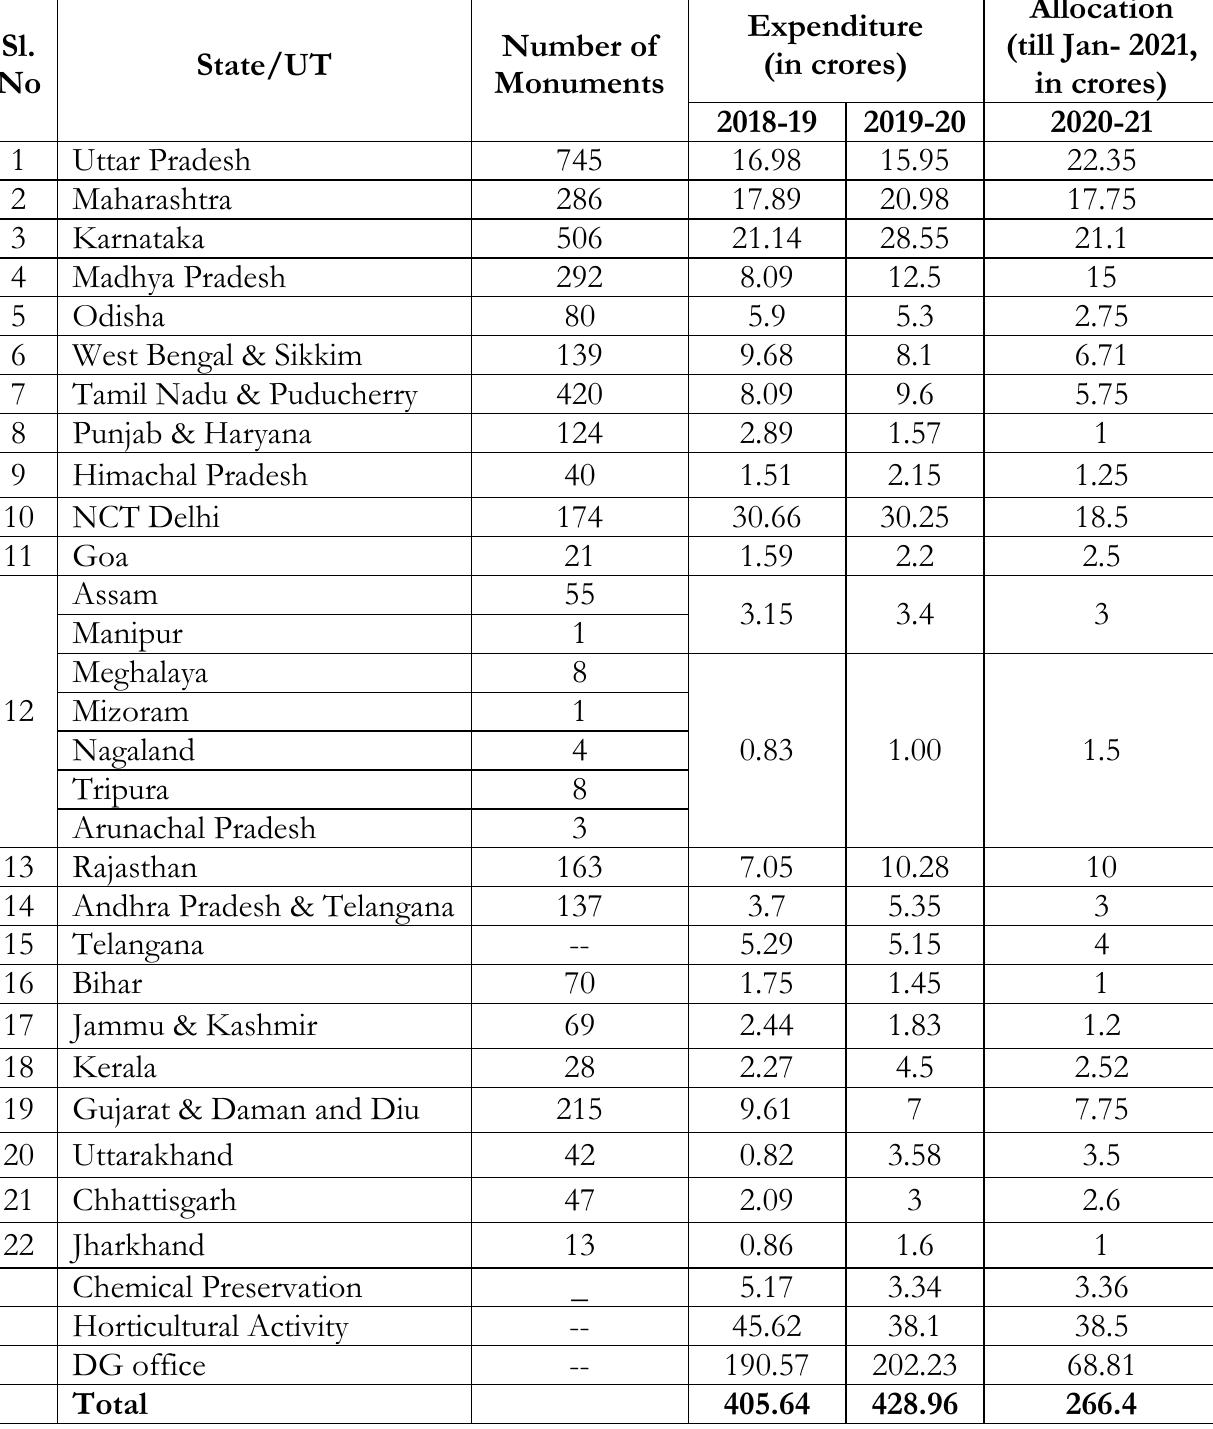 Sl. No | State/UT | Number of Monuments | Expenditure (in crores) | Allocation (till Jan- 2021, in crores)
2018-19 | 2019-20 | 2020-21
1 | Uttar Pradesh | 745 | 16.98 | 15.95 | 22.35
2 | Maharashtra | 286 | 17.89 | 20.98 | 17.75
3 | Karnataka | 506 | 21.14 | 28.55 | 21.1
4 | Madhya Pradesh | 292 | 8.09 | 12.5 | 15
5 | Odisha | 80 | 5.9 | 5.3 | 2.75
6 | West Bengal & Sikkim | 139 | 9.68 | 8.1 | 6.71
7 | Tamil Nadu & Puducherry | 420 | 8.09 | 9.6 | 5.75
8 | Punjab & Haryana | 124 | 2.89 | 1.57 | 1
9 | Himachal Pradesh | 40 | 1.51 | 2.15 | 1.25
10 | NCT Delhi | 174 | 30.66 | 30.25 | 18.5
11 | Goa | 21 | 1.59 | 2.2 | 2.5
12 | Assam | 55 | 3.15 | 3.4 | 3
Manipur | 1
Meghalaya | 8 | 0.83 | 1.00 | 1.5
Mizoram | 1
Nagaland | 4
Tripura | 8
Arunachal Pradesh | 3
13 | Rajasthan | 163 | 7.05 | 10.28 | 10
14 | Andhra Pradesh & Telangana | 137 | 3.7 | 5.35 | 3
15 | Telangana | -- | 5.29 | 5.15 | 4
16 | Bihar | 70 | 1.75 | 1.45 | 1
17 | Jammu & Kashmir | 69 | 2.44 | 1.83 | 1.2
18 | Kerala | 28 | 2.27 | 4.5 | 2.52
19 | Gujarat & Daman and Diu | 215 | 9.61 | 7 | 7.75
20 | Uttarakhand | 42 | 0.82 | 3.58 | 3.5
21 | Chhattisgarh | 47 | 2.09 | 3 | 2.6
22 | Jharkhand | 13 | 0.86 | 1.6 | 1
Chemical Preservation | _ | 5.17 | 3.34 | 3.36
Horticultural Activity | -- | 45.62 | 38.1 | 38.5
DG office | -- | 190.57 | 202.23 | 68.81
Total | 405.64 | 428.96 | 266.4